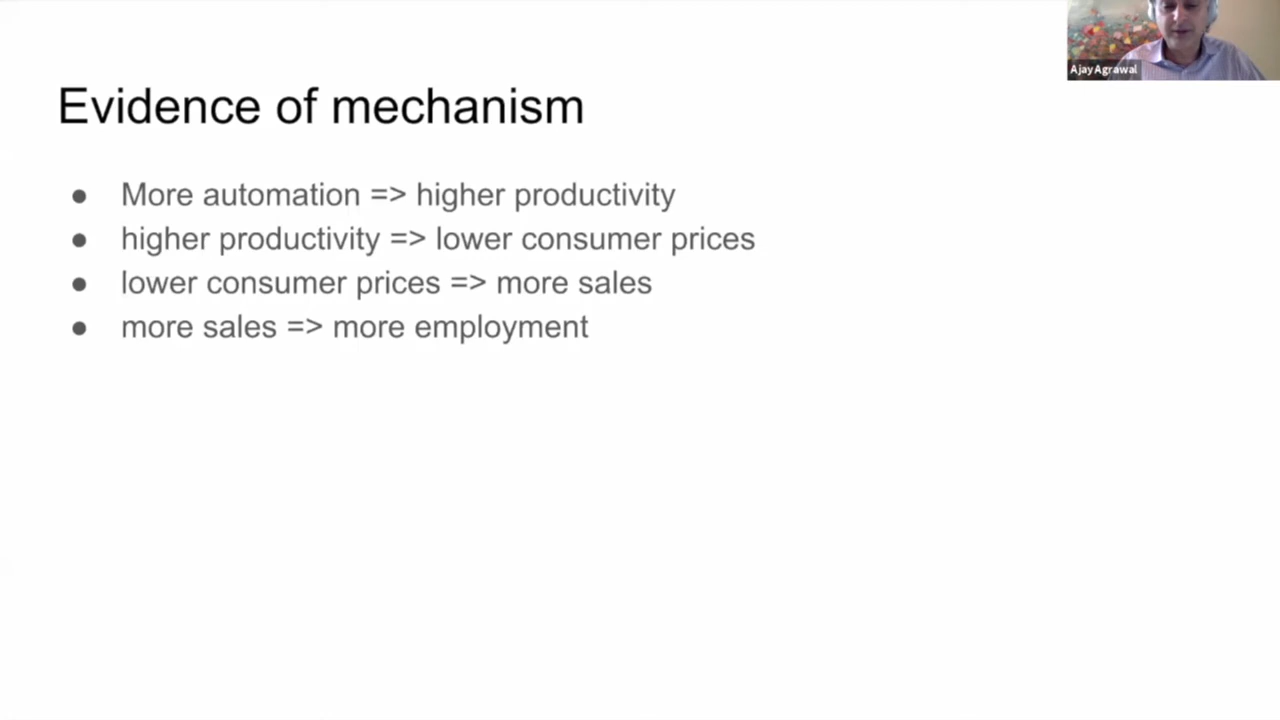 Ajay Agrawal
Evidence of mechanism
● More automation => higher productivity
● higher productivity => lower consumer prices
● lower consumer prices => more sales
● more sales => more employment